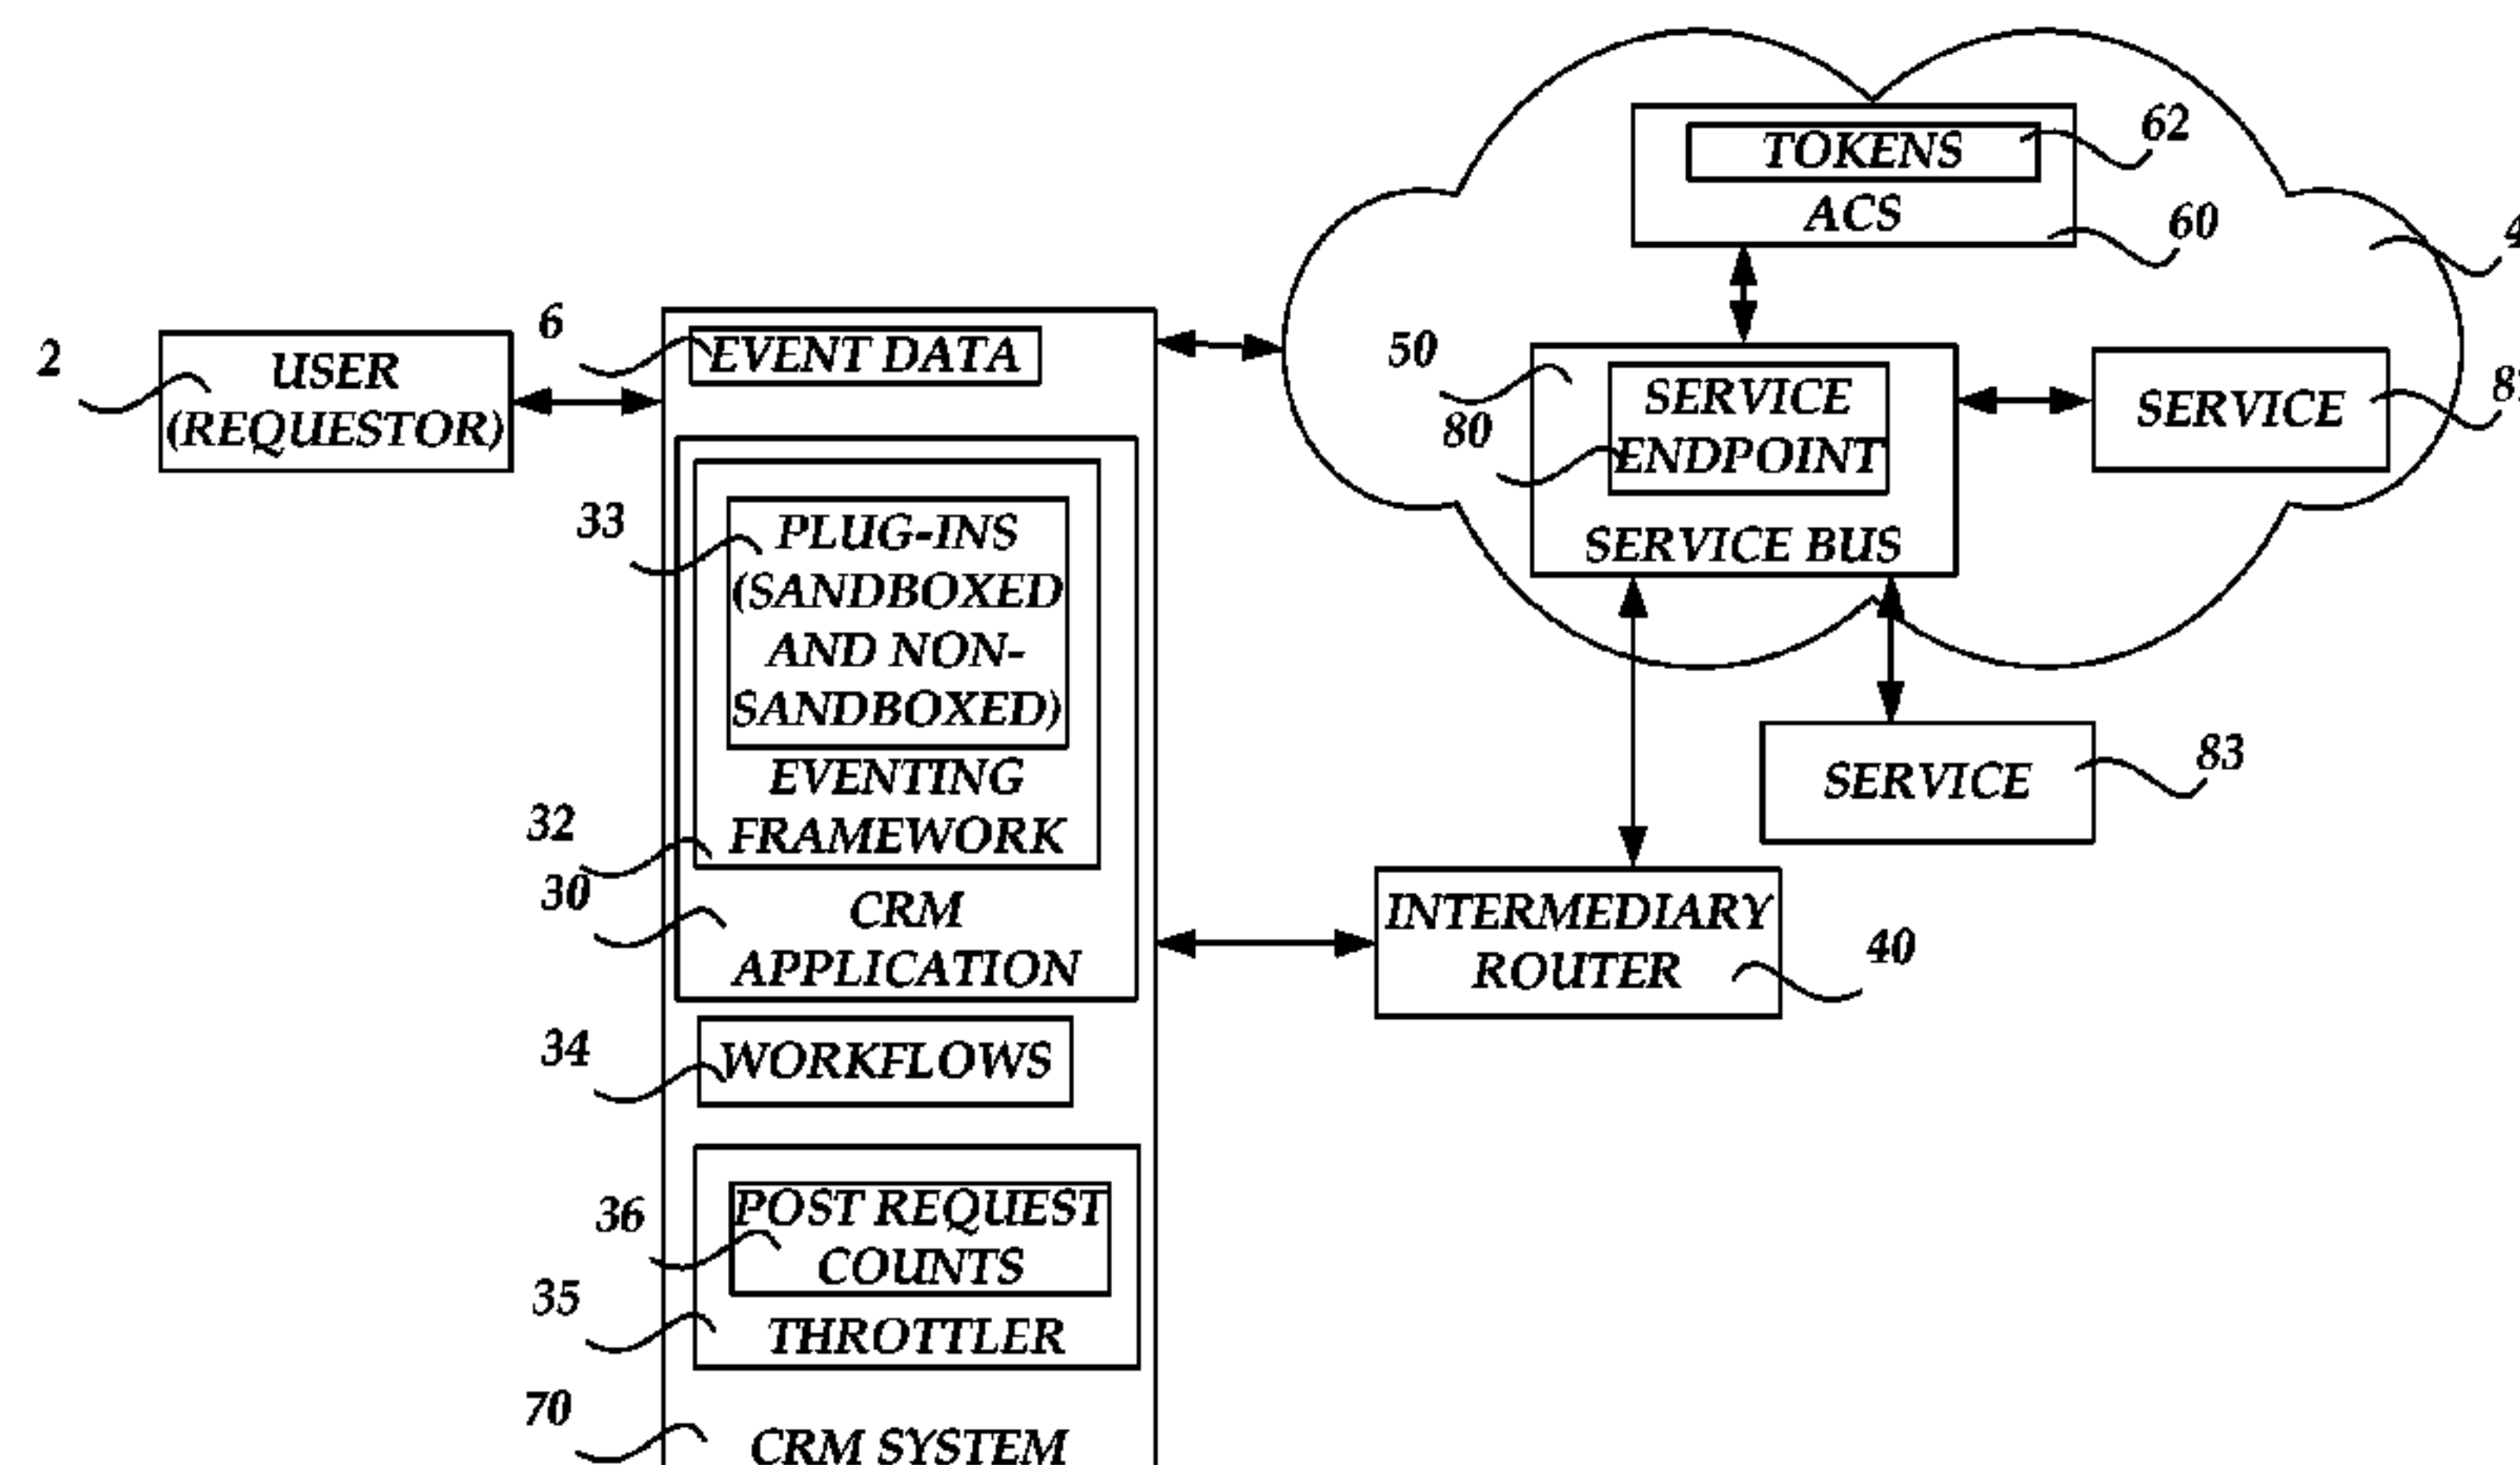 2
USER
(REQUESTOR)
6
EVENT DATA
33
PLUG-INS
(SANDBOXED
AND NON-
SANDBOXED)
EVENTING
FRAMEWORK
32
30
CRM
APPLICATION
34
WORKFLOWS
36
POST REQUEST
COUNTS
35
THROTTLER
70
CRM SYSTEM
TOKENS
62
ACS
60
50
80
SERVICE
ENDPOINT
SERVICE BUS
SERVICE
SERVICE
83
INTERMEDIARY
ROUTER
40